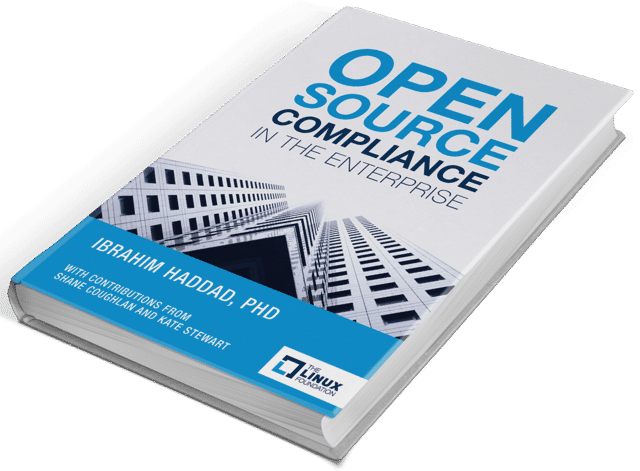 OPEN
SOURCE
COMPLIANCE
IN THE ENTERPRISE
IBRAHIM HADDAD, PHD
WITH CONTRIBUTIONS FROM
SHANE COUGHLAN AND KATE STEWART
THE
LINUX
FOUNDATION